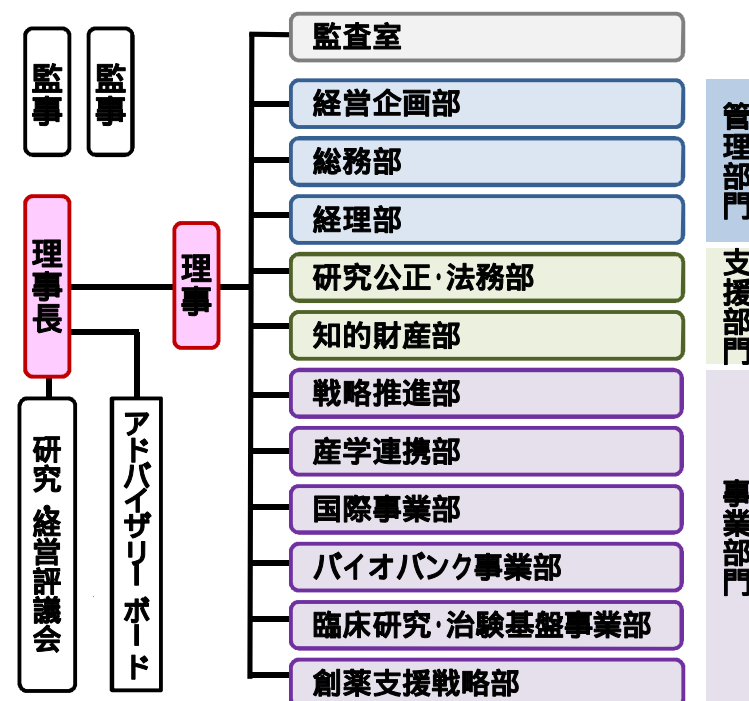 監事
監事
理事長
理事
研究・経営評議会
アドバイザリーボード
監査室
経営企画部
総務部
経理部
研究公正・法務部
知的財産部
戦略推進部
産学連携部
国際事業部
バイオバンク事業部
臨床研究・治験基盤事業部
創薬支援戦略部
管理部門
支援部門
事業部門